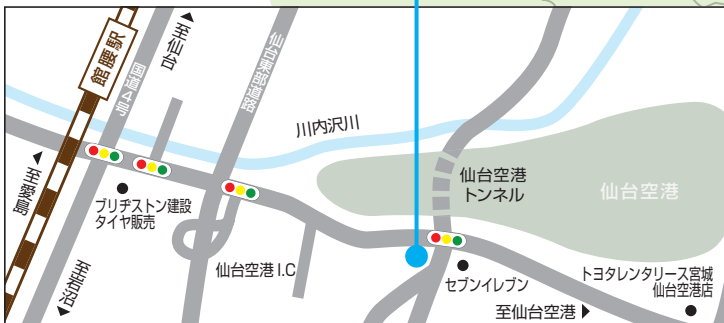 館腰駅
至仙台
国道4号
仙台東部道路
川内沢川
仙台空港
トンネル
仙台空港
至愛島
ブリヂストン建設
タイヤ販売
至岩沼
仙台空港 I.C
セブンイレブン
トヨタレンタリース宮城
仙台空港店
至仙台空港